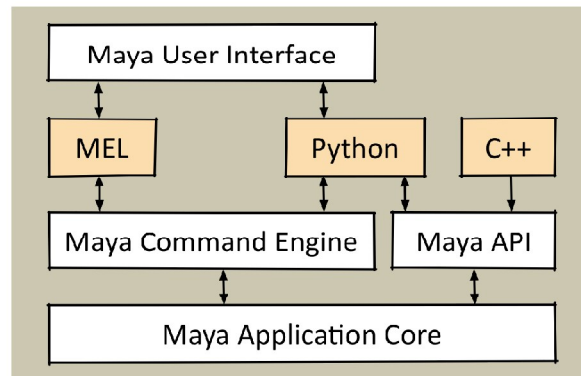 Maya User Interface
MEL
Python
C++
Maya Command Engine
Maya API
Maya Application Core